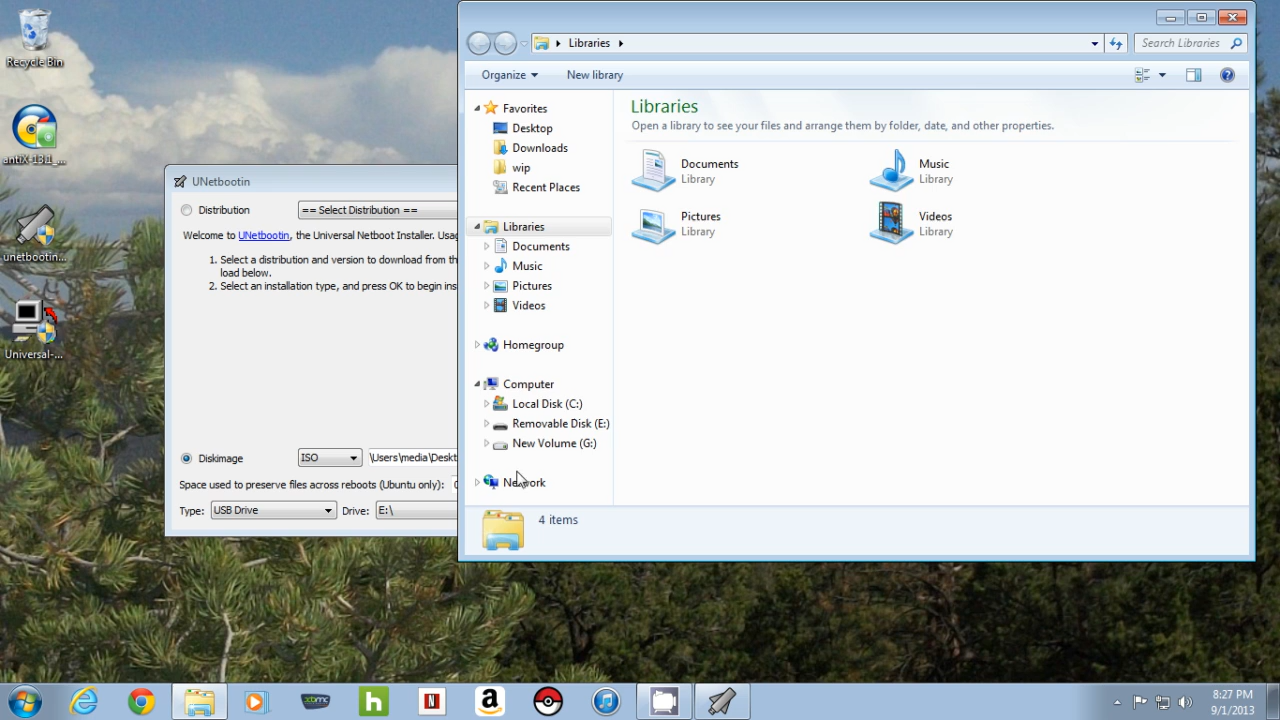 Recycle Bin
antiX-13.1_...
unetbootin...
Universal-...
UNetbootin
Distribution
== Select Distribution ==
Welcome to UNetbootin, the Universal Netboot Installer. Usag
1. Select a distribution and version to download from th
load below.
2. Select an installation type, and press OK to begin ins
Diskimage
ISO
\Users\media\Deskt
Space used to preserve files across reboots (Ubuntu only):
Type:
USB Drive
Drive:
E:\
Libraries
Search Libraries
Organize
New library
Favorites
Desktop
Downloads
wip
Recent Places
Libraries
Documents
Music
Pictures
Videos
Homegroup
Computer
Local Disk (C:)
Removable Disk (E:)
New Volume (G:)
Network
Libraries
Open a library to see your files and arrange them by folder, date, and other properties.
Documents
Library
Music
Library
Pictures
Library
Videos
Library
4 items
xbmc
h
N
a
8:27 PM
9/1/2013